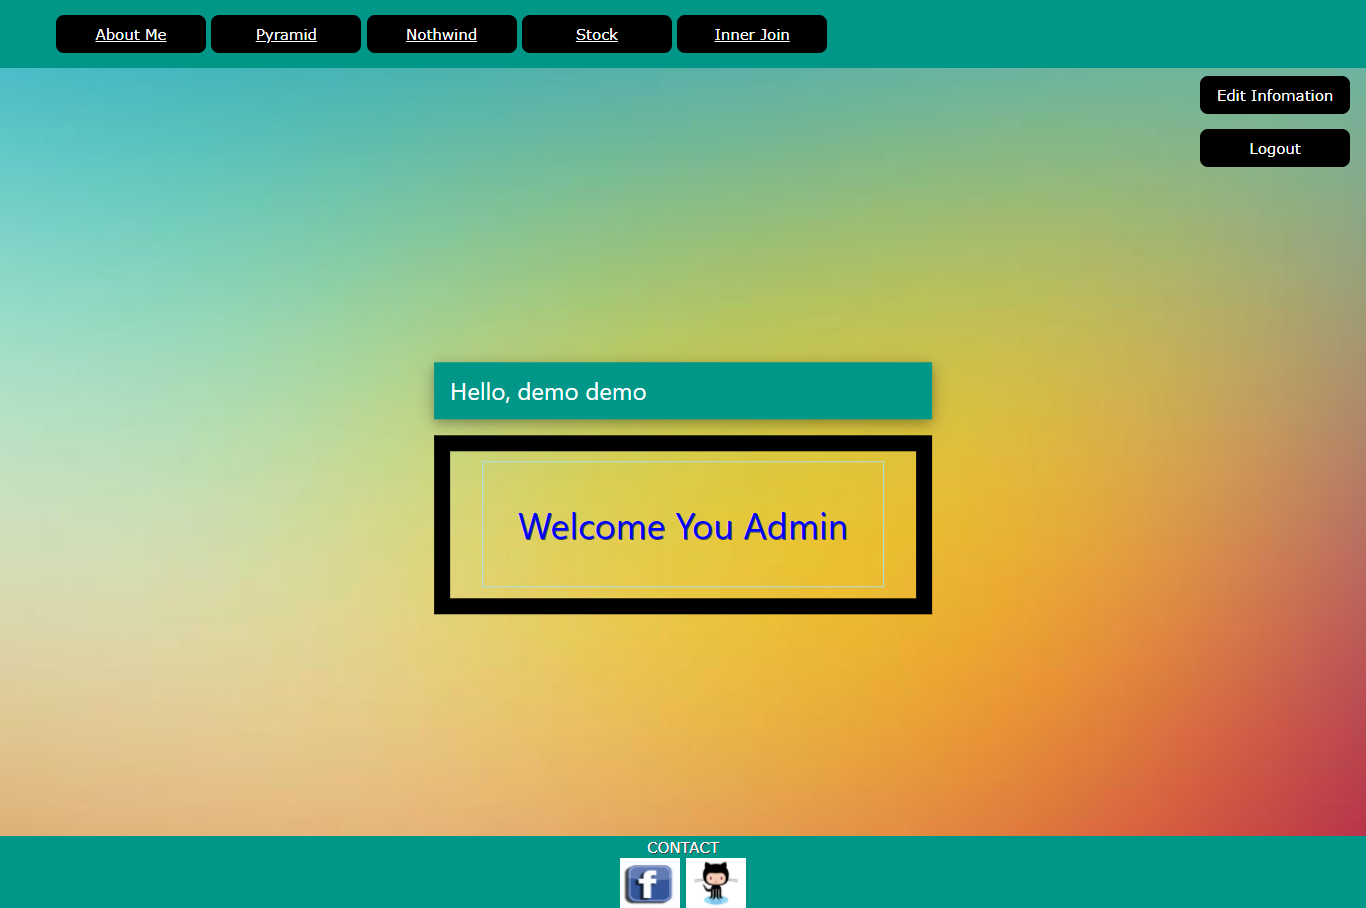 About Me Pyramid Nothwind Stock Inner Join
Edit Infomation
Logout
Hello, demo demo
Welcome You Admin
CONTACT
f